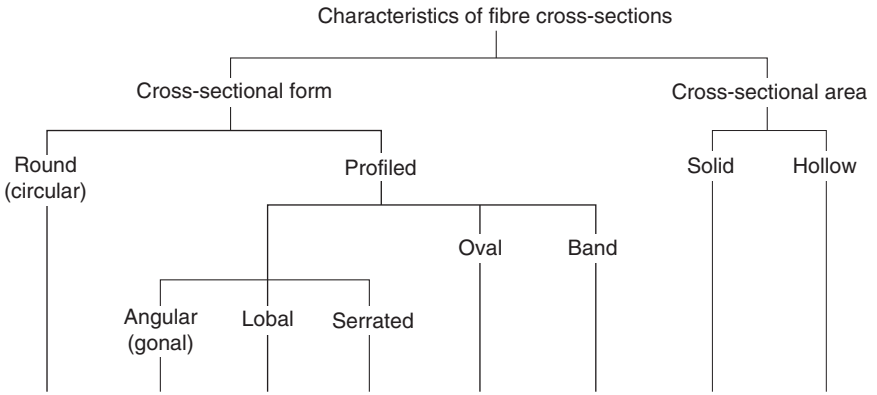 Characteristics of fibre cross-sections
Cross-sectional form
Cross-sectional area
Round
(circular)
Profiled
Solid
Hollow
Oval
Band
Angular
(gonal)
Lobal
Serrated